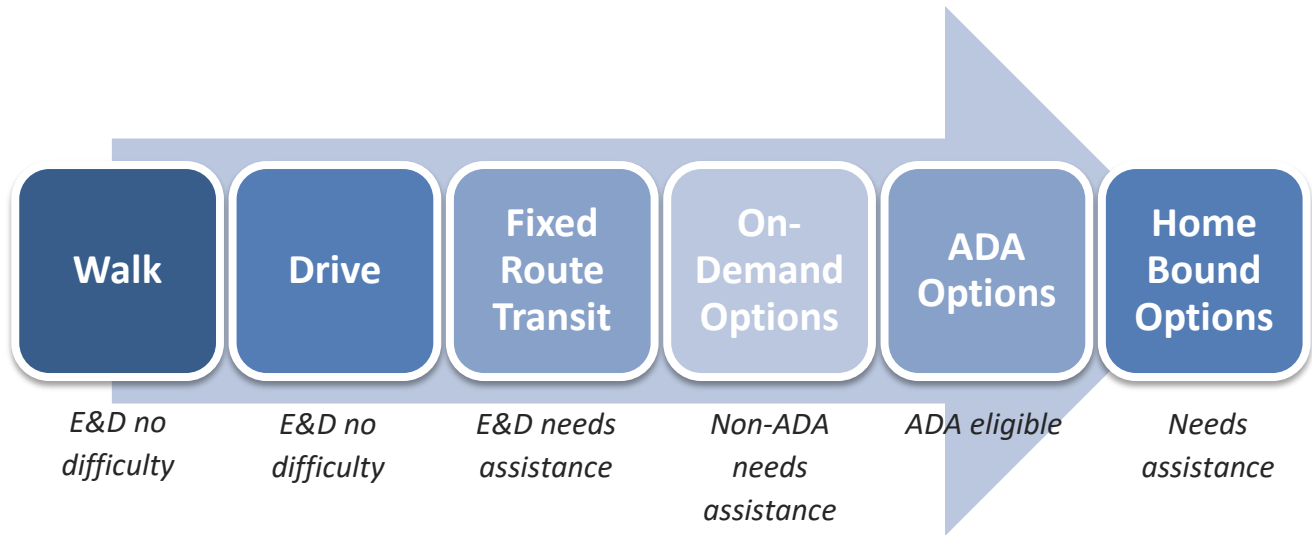 Walk
Drive
Fixed
Route
Transit
On-
Demand
Options
ADA
Options
Home
Bound
Options
E&D no
difficulty
E&D no
difficulty
E&D needs
assistance
Non-ADA
needs
assistance
ADA eligible
Needs
assistance